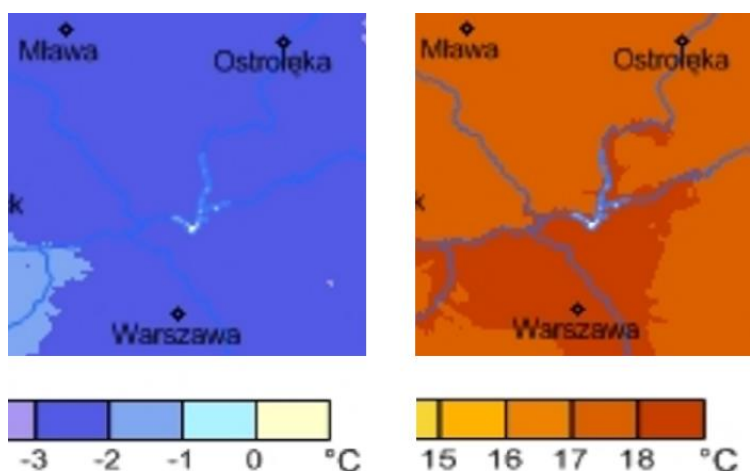 Mława
Ostrołęka
k
Warszawa
-3 -2 -1 0 °C
Mława
Ostrołęka
k
Warszawa
15 16 17 18 °C